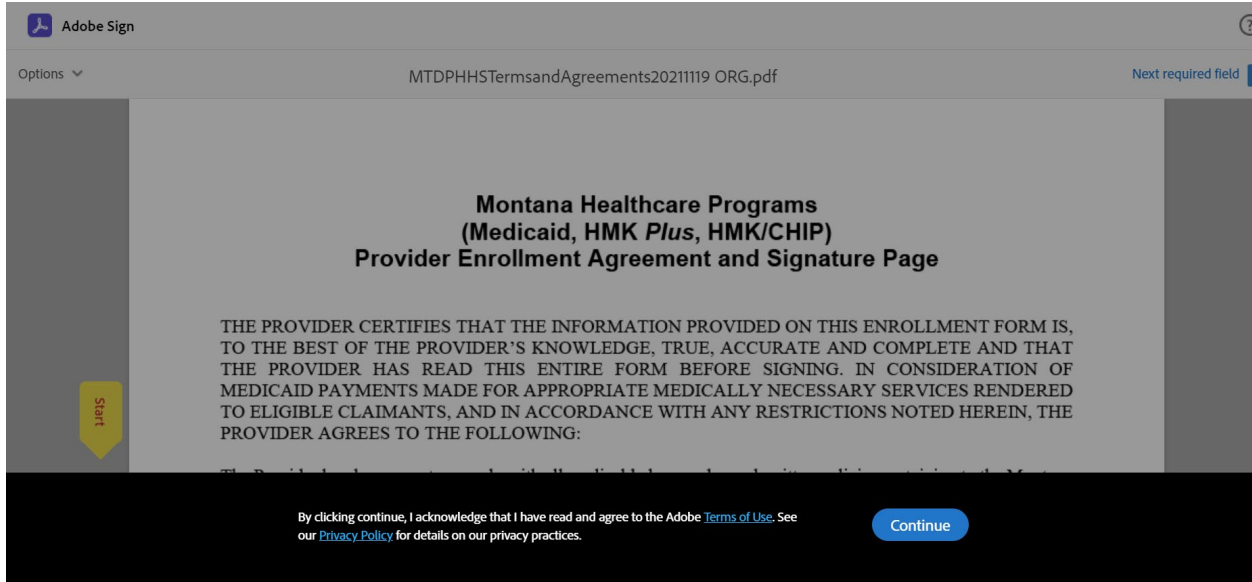 Adobe Sign
Options
MTDPHHSTermsandAgreements20211119 ORG.pdf
Next required field
Montana Healthcare Programs
(Medicaid, HMK Plus, HMK/CHIP)
Provider Enrollment Agreement and Signature Page
THE PROVIDER CERTIFIES THAT THE INFORMATION PROVIDED ON THIS ENROLLMENT FORM IS,
TO THE BEST OF THE PROVIDER'S KNOWLEDGE, TRUE, ACCURATE AND COMPLETE AND THAT
THE PROVIDER HAS READ THIS ENTIRE FORM BEFORE SIGNING. IN CONSIDERATION OF
MEDICAID PAYMENTS MADE FOR APPROPRIATE MEDICALLY NECESSARY SERVICES RENDERED
TO ELIGIBLE CLAIMANTS, AND IN ACCORDANCE WITH ANY RESTRICTIONS NOTED HEREIN, THE
PROVIDER AGREES TO THE FOLLOWING:
Start
By clicking continue, I acknowledge that I have read and agree to the Adobe Terms of Use. See
our Privacy Policy for details on our privacy practices.
Continue